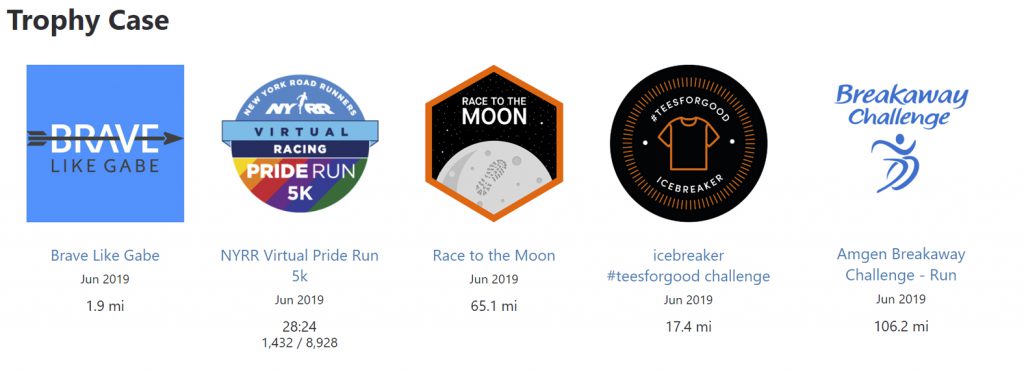 Trophy Case
BRAVE
LIKE GABE
NEW YORK ROAD RUNNERS
NYRR
VIRTUAL
RACING
PRIDE RUN
5K
RACE TO THE
MOON
#TEESFORGOOD
ICEBREAKER
Breakaway
Challenge
Brave Like Gabe
Jun 2019
1.9 mi
NYRR Virtual Pride Run
5k
Jun 2019
28:24
1,432 / 8,928
Race to the Moon
Jun 2019
65.1 mi
icebreaker
#teesforgood challenge
Jun 2019
17.4 mi
Amgen Breakaway
Challenge - Run
Jun 2019
106.2 mi